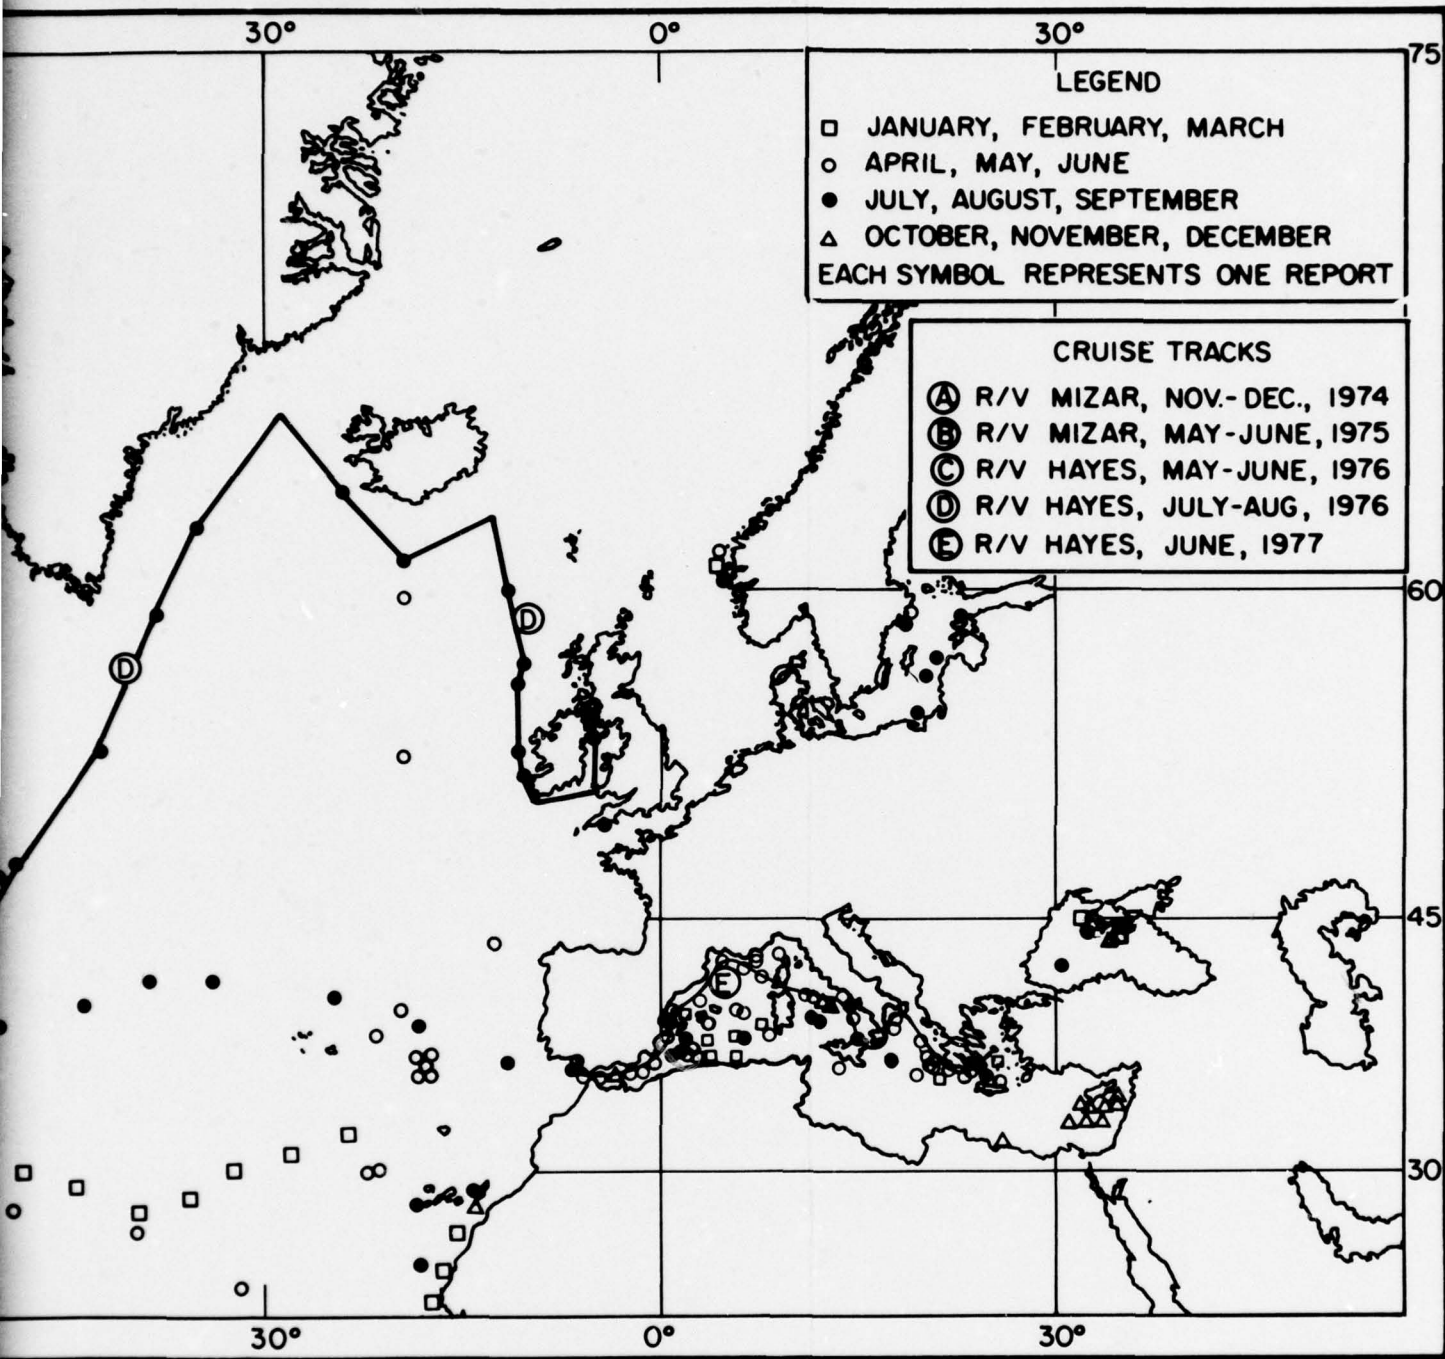 30° 0° 30°
75
LEGEND
JANUARY, FEBRUARY, MARCH
APRIL, MAY, JUNE
JULY, AUGUST, SEPTEMBER
OCTOBER, NOVEMBER, DECEMBER
EACH SYMBOL REPRESENTS ONE REPORT
CRUISE TRACKS
A R/V MIZAR, NOV.-DEC., 1974
B R/V MIZAR, MAY-JUNE, 1975
C R/V HAYES, MAY-JUNE, 1976
D R/V HAYES, JULY-AUG, 1976
E R/V HAYES, JUNE, 1977
60
D
D
45
E
30
30° 0° 30°